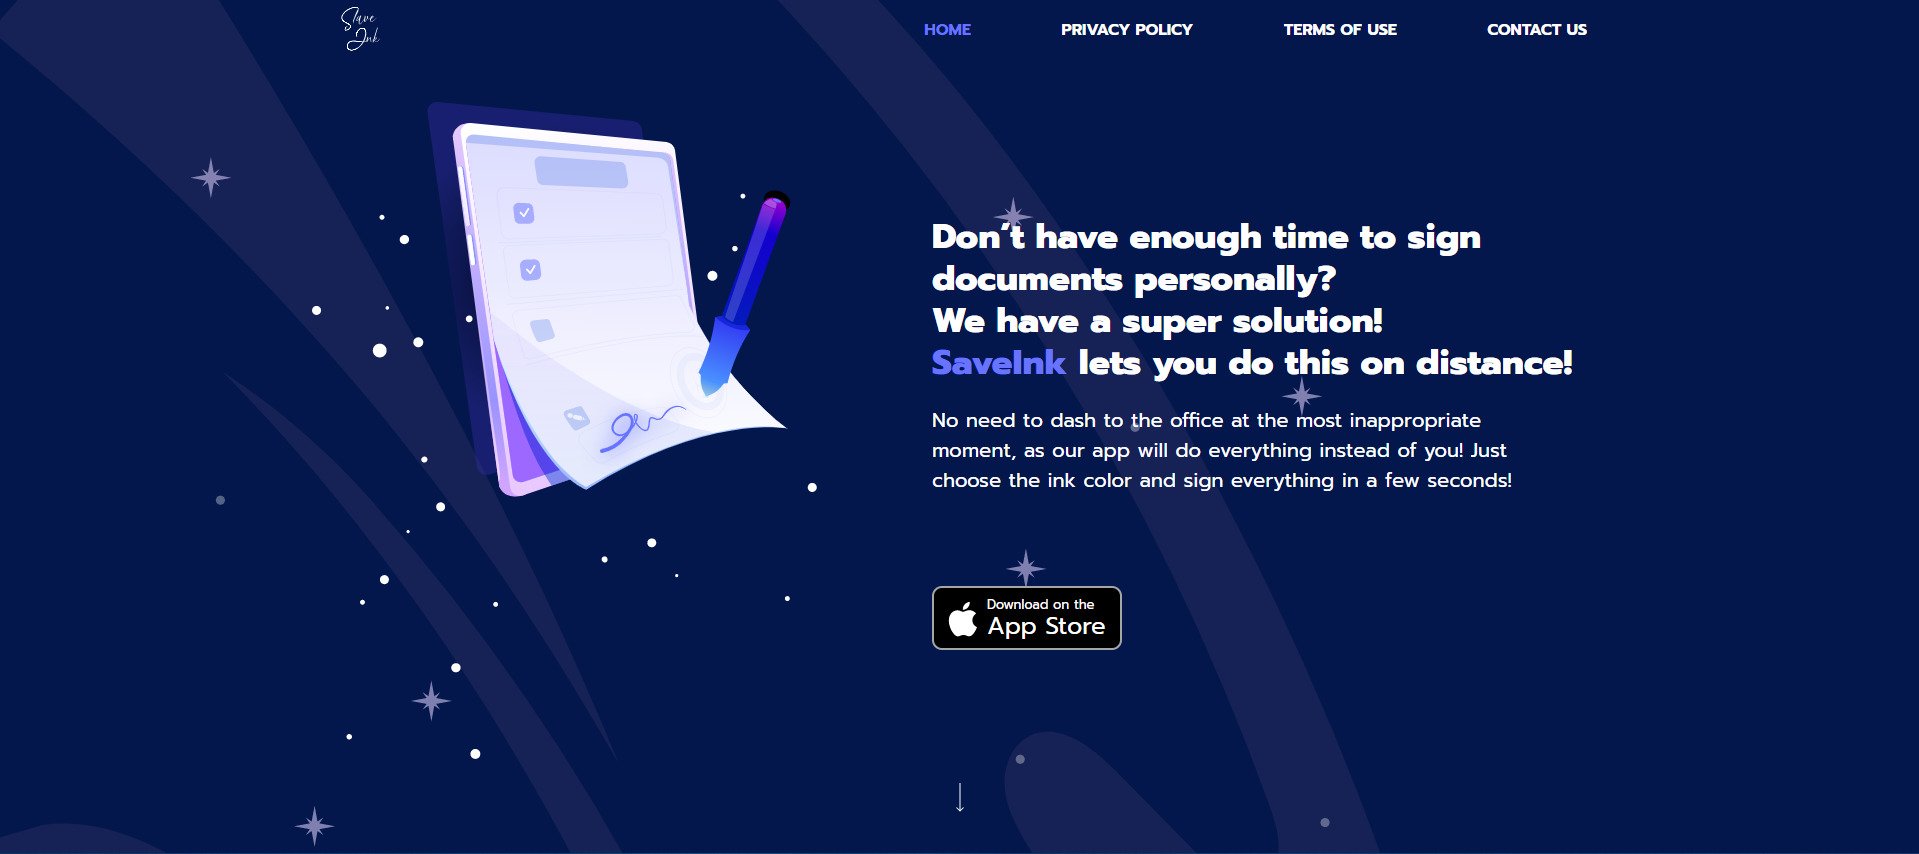 Slave
Ink
HOME PRIVACY POLICY TERMS OF USE CONTACT US
Don’t have enough time to sign
documents personally?
We have a super solution!
SaveInk lets you do this on distance!
No need to dash to the office at the most inappropriate
moment, as our app will do everything instead of you! Just
choose the ink color and sign everything in a few seconds!
Download on the
App Store